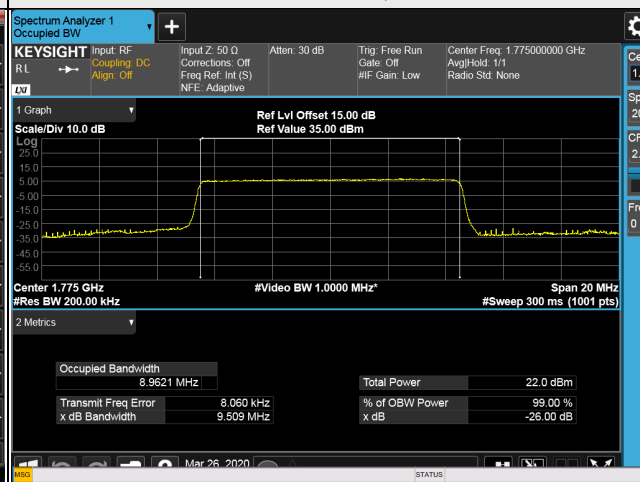 Spectrum Analyzer 1
Occupied BW
KEYSIGHT Input: RF Input Z: 50 Ω Atten: 30 dB Trig: Free Run Center Freq: 1.775000000 GHz
RL Coupling: DC Corrections: Off Gate: Off Avg|Hold: 1/1
Align: Off Freq Ref: Int (S) #IF Gain: Low Radio Std: None
LXI NFE: Adaptive
1 Graph Ref Lvl Offset 15.00 dB
Scale/Div 10.0 dB Ref Value 35.00 dBm
Log
25.0
15.0
5.00
-5.00
-15.0
-25.0
-35.0
-45.0
-55.0
Center 1.775 GHz #Video BW 1.0000 MHz* Span 20 MHz
#Res BW 200.00 kHz #Sweep 300 ms (1001 pts)
2 Metrics
Occupied Bandwidth
8.9621 MHz Total Power 22.0 dBm
Transmit Freq Error 8.060 kHz % of OBW Power 99.00 %
x dB Bandwidth 9.509 MHz x dB -26.00 dB
Mar 26, 2020
MSG STATUS